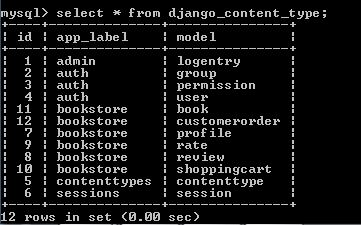 mysql> select * from django_content_type;
+----+--------------+---------------+
| id | app_label | model |
+----+--------------+---------------+
| 1 | admin | logentry |
| 2 | auth | group |
| 3 | auth | permission |
| 4 | auth | user |
| 11 | bookstore | book |
| 12 | bookstore | customerorder |
| 7 | bookstore | profile |
| 9 | bookstore | rate |
| 8 | bookstore | review |
| 10 | bookstore | shoppingcart |
| 5 | contenttypes | contenttype |
| 6 | sessions | session |
+----+--------------+---------------+
12 rows in set (0.00 sec)